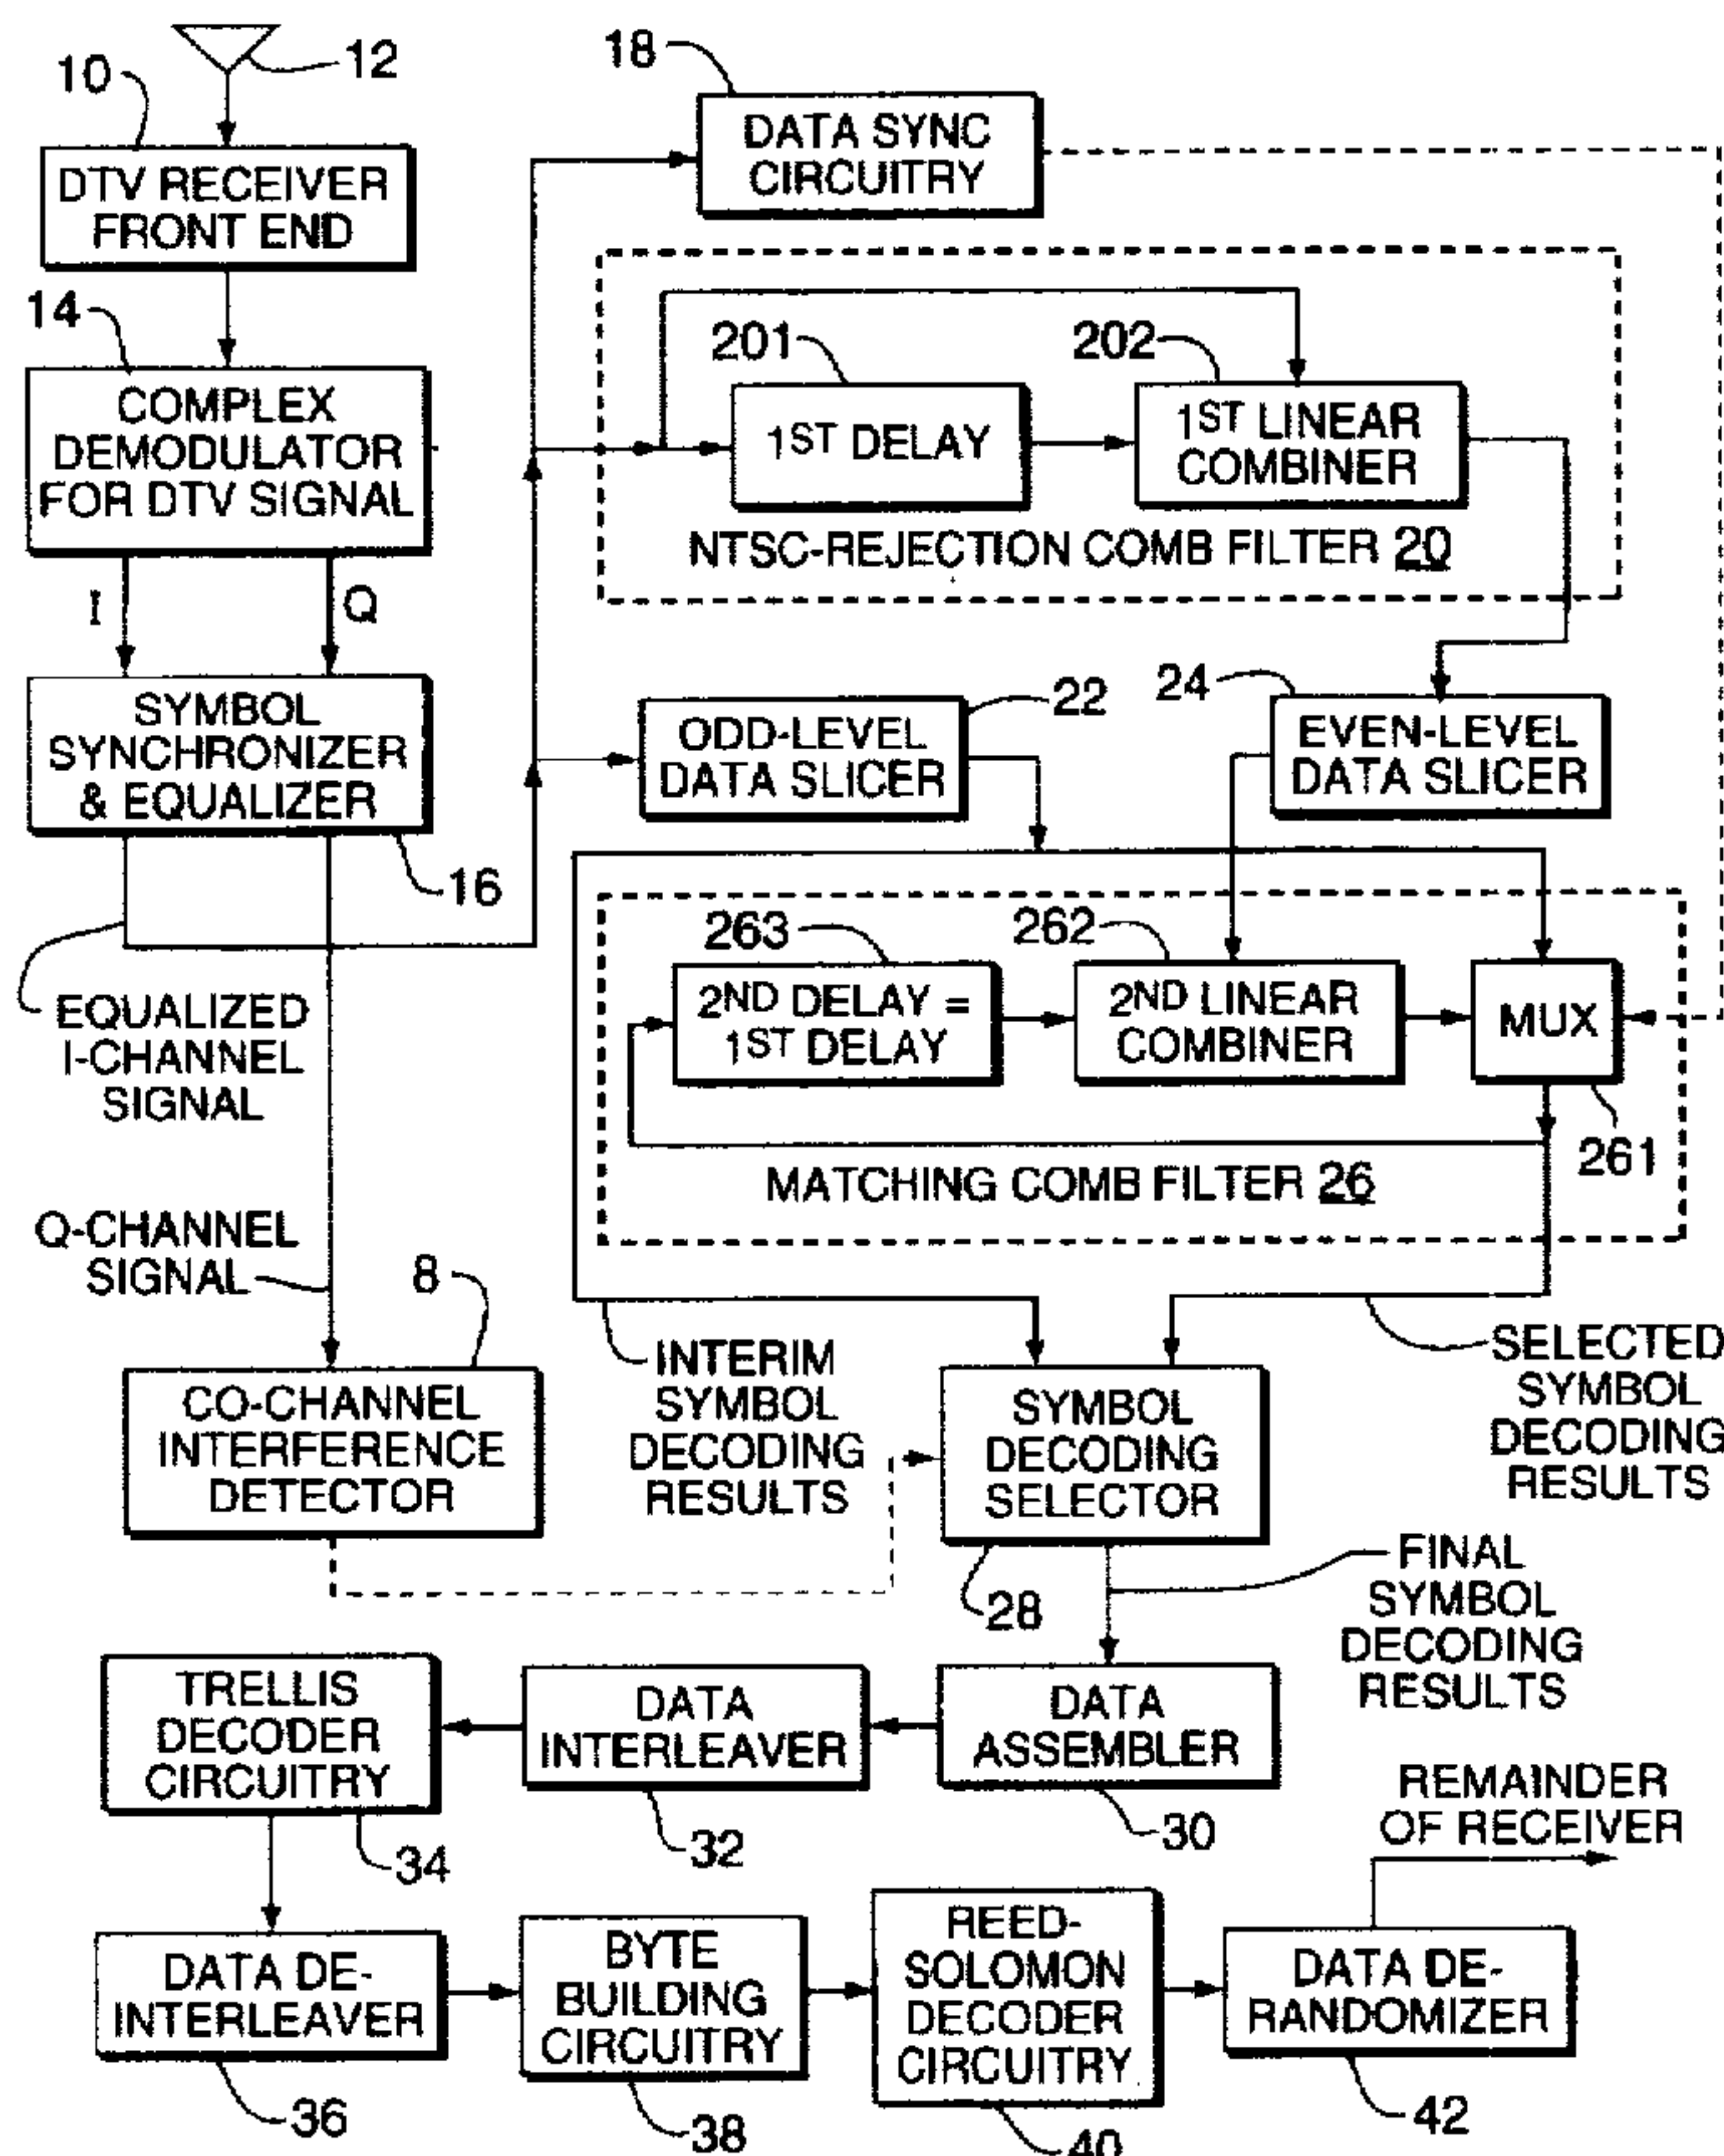 12
10
DTV RECEIVER
FRONT END
18
DATA SYNC
CIRCUITRY
14
COMPLEX
DEMODULATOR
FOR DTV SIGNAL
201
1ST DELAY
202
1ST LINEAR
COMBINER
NTSC-REJECTION COMB FILTER 20
I
Q
SYMBOL
SYNCHRONIZER
& EQUALIZER
16
22
ODD-LEVEL
DATA SLICER
24
EVEN-LEVEL
DATA SLICER
EQUALIZED
I-CHANNEL
SIGNAL
263
2ND DELAY =
1ST DELAY
262
2ND LINEAR
COMBINER
MUX
261
MATCHING COMB FILTER 26
Q-CHANNEL
SIGNAL
8
CO-CHANNEL
INTERFERENCE
DETECTOR
INTERIM
SYMBOL
DECODING
RESULTS
SYMBOL
DECODING
SELECTOR
28
SELECTED
SYMBOL
DECODING
RESULTS
FINAL
SYMBOL
DECODING
RESULTS
TRELLIS
DECODER
CIRCUITRY
34
DATA
INTERLEAVER
32
DATA
ASSEMBLER
30
REMAINDER
OF RECEIVER
DATA DE-
INTERLEAVER
36
BYTE
BUILDING
CIRCUITRY
38
REED-
SOLOMON
DECODER
CIRCUITRY
40
DATA DE-
RANDOMIZER
42